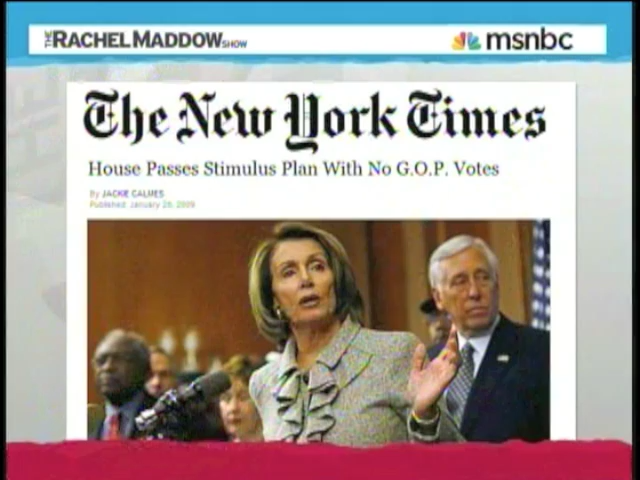 THE RACHEL MADDOW SHOW
msnbc
The New York Times
House Passes Stimulus Plan With No G.O.P. Votes
By JACKIE CALMES
Published: January 28, 2009